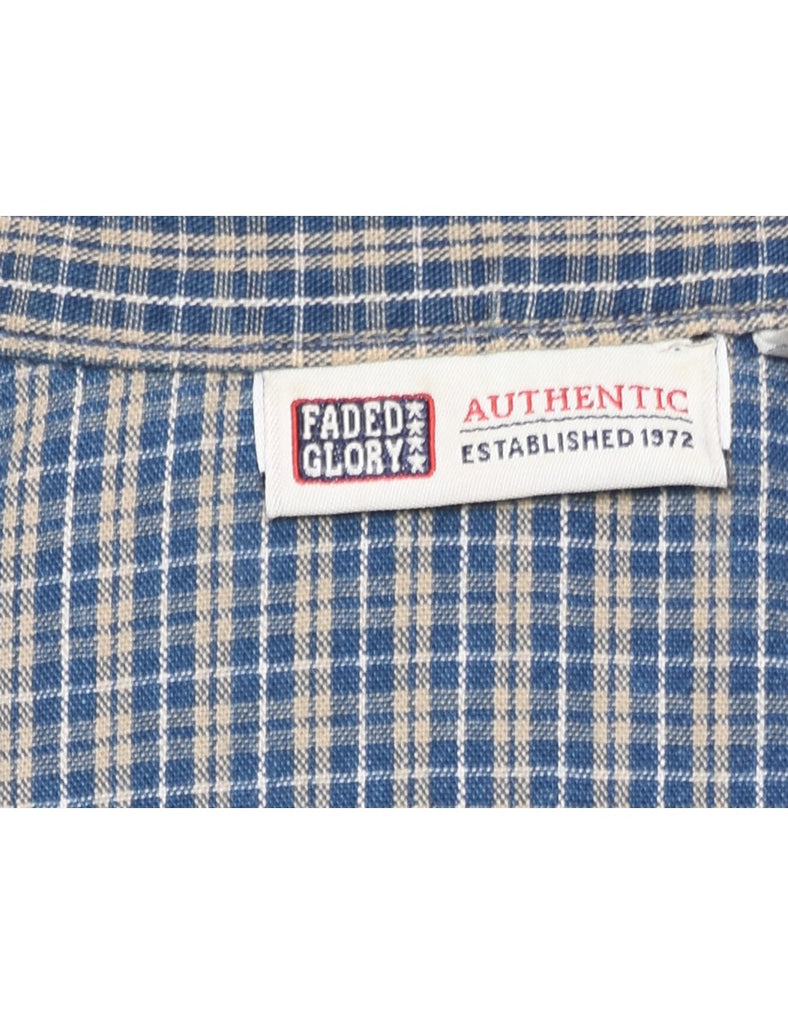 FADED
GLORY
AUTHENTIC
ESTABLISHED 1972